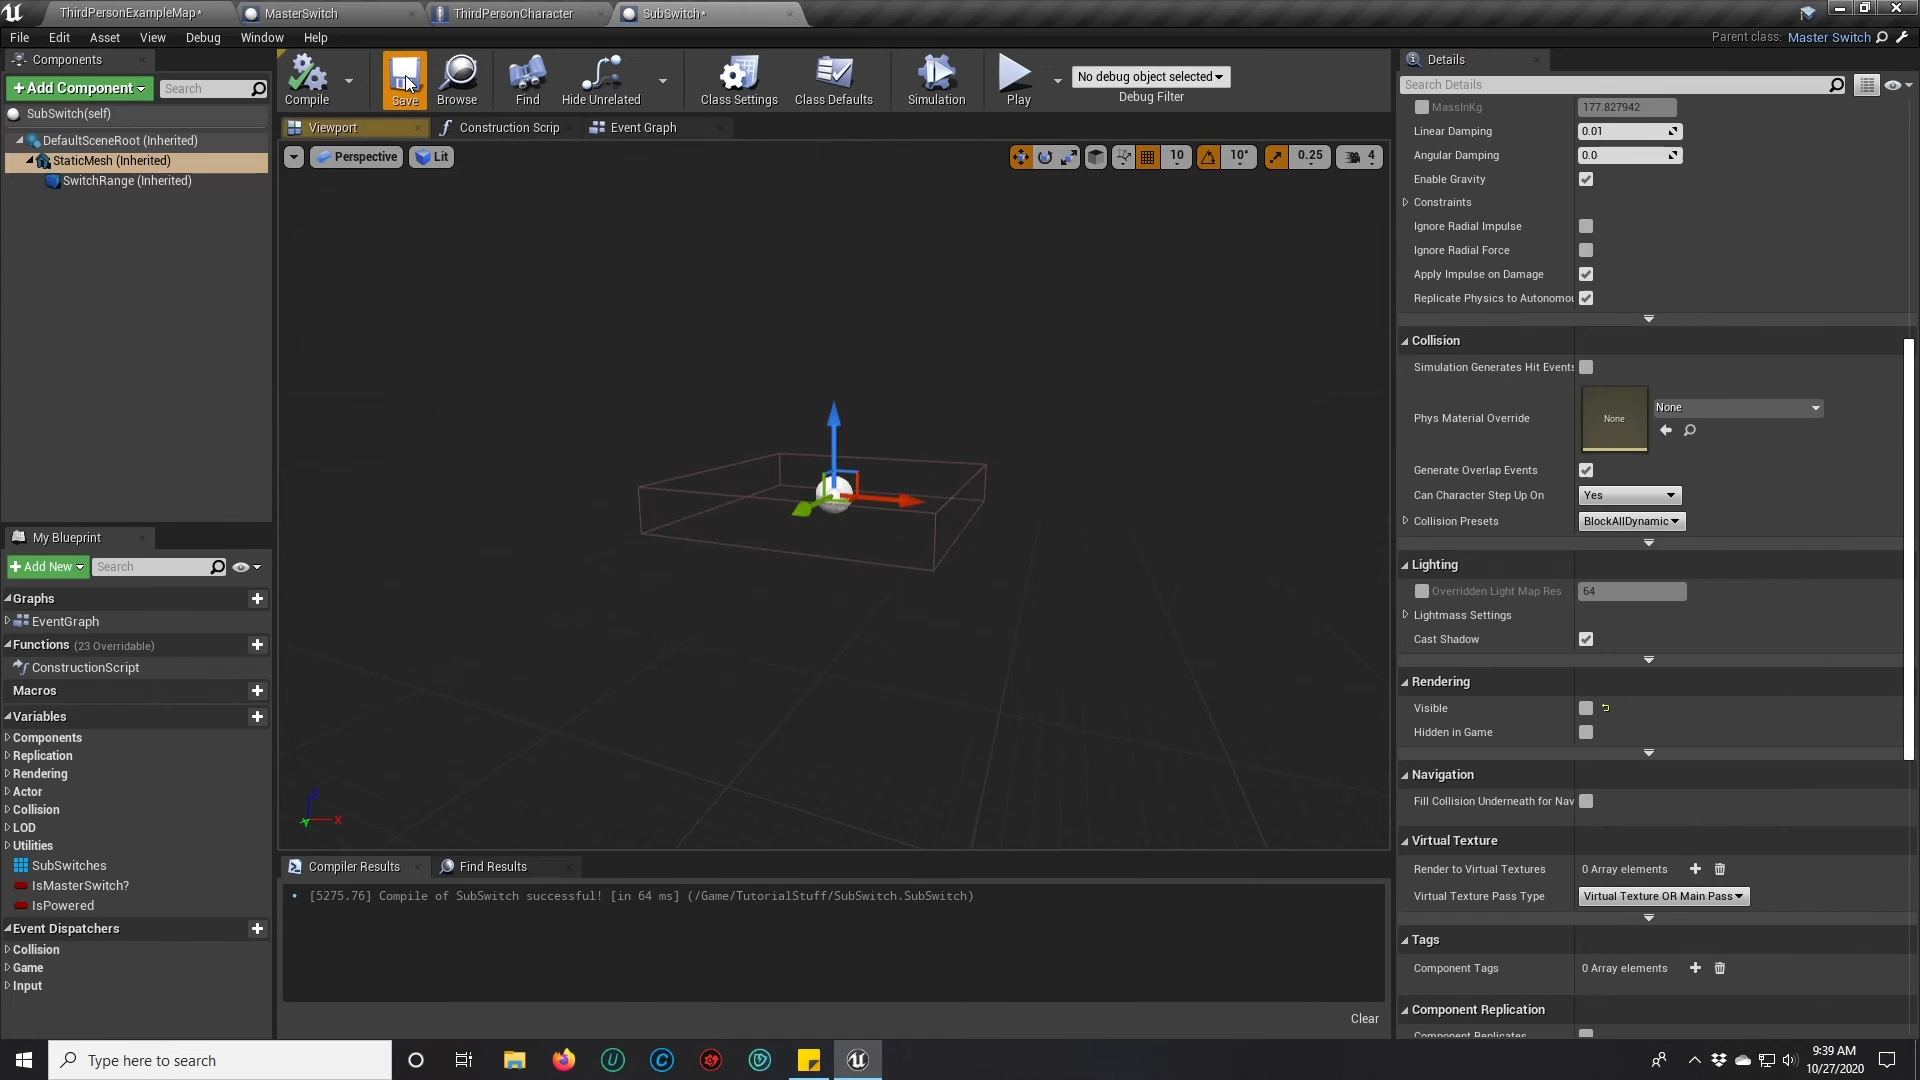 ThirdPersonExampleMap*
MasterSwitch
ThirdPersonCharacter
SubSwitch*
File Edit Asset View Debug Window Help
Parent class: Master Switch
Components
+Add Component
Search
SubSwitch(self)
DefaultSceneRoot (Inherited)
StaticMesh (Inherited)
SwitchRange (Inherited)
Compile
Save
Browse
Find
Hide Unrelated
Class Settings
Class Defaults
Simulation
Play
No debug object selected
Debug Filter
Viewport
Construction Scrip
Event Graph
Perspective
Lit
10
10°
0.25
4
X
Compiler Results
Find Results
[5275.76] Compile of SubSwitch successful! [in 64 ms] (/Game/TutorialStuff/SubSwitch.SubSwitch)
Clear
My Blueprint
+Add New
Search
Graphs
EventGraph
Functions (23 Overridable)
ConstructionScript
Macros
Variables
Components
Replication
Rendering
Actor
Collision
LOD
Utilities
SubSwitches
IsMasterSwitch?
IsPowered
Event Dispatchers
Collision
Game
Input
Details
Search Details
MassInKg 177.827942
Linear Damping 0.01
Angular Damping 0.0
Enable Gravity
Constraints
Ignore Radial Impulse
Ignore Radial Force
Apply Impulse on Damage
Replicate Physics to Autonomou
Collision
Simulation Generates Hit Events
Phys Material Override None None
Generate Overlap Events
Can Character Step Up On Yes
Collision Presets BlockAllDynamic
Lighting
Overridden Light Map Res 64
Lightmass Settings
Cast Shadow
Rendering
Visible
Hidden in Game
Navigation
Fill Collision Underneath for Nav
Virtual Texture
Render to Virtual Textures 0 Array elements
Virtual Texture Pass Type Virtual Texture OR Main Pass
Tags
Component Tags 0 Array elements
Component Replication
Component Replicates
Type here to search
9:39 AM
10/27/2020